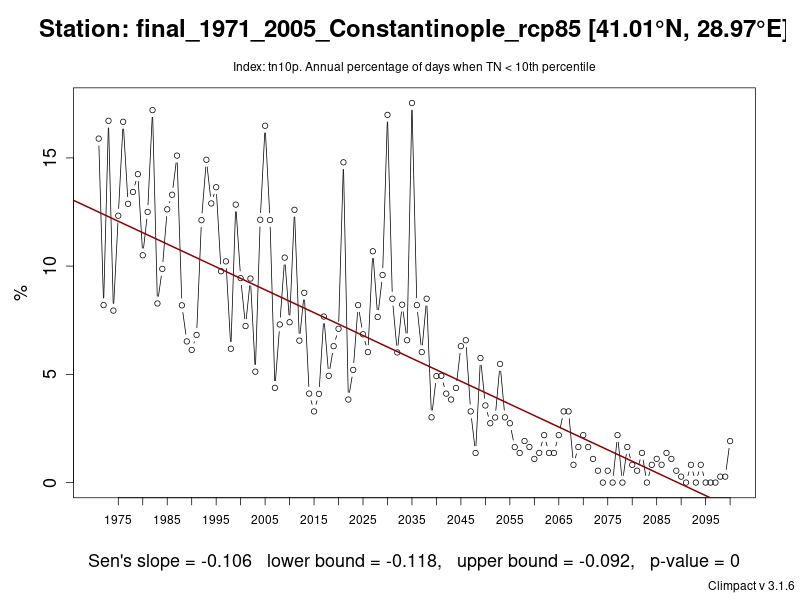 Station: final_1971_2005_Constantinople_rcp85 [41.01°N, 28.97°E]
Index: tn10p. Annual percentage of days when TN < 10th percentile
15
10
5
0
%
1975 1985 1995 2005 2015 2025 2035 2045 2055 2065 2075 2085 2095
Sen's slope = -0.106 lower bound = -0.118, upper bound = -0.092, p-value = 0
Climpact v 3.1.6